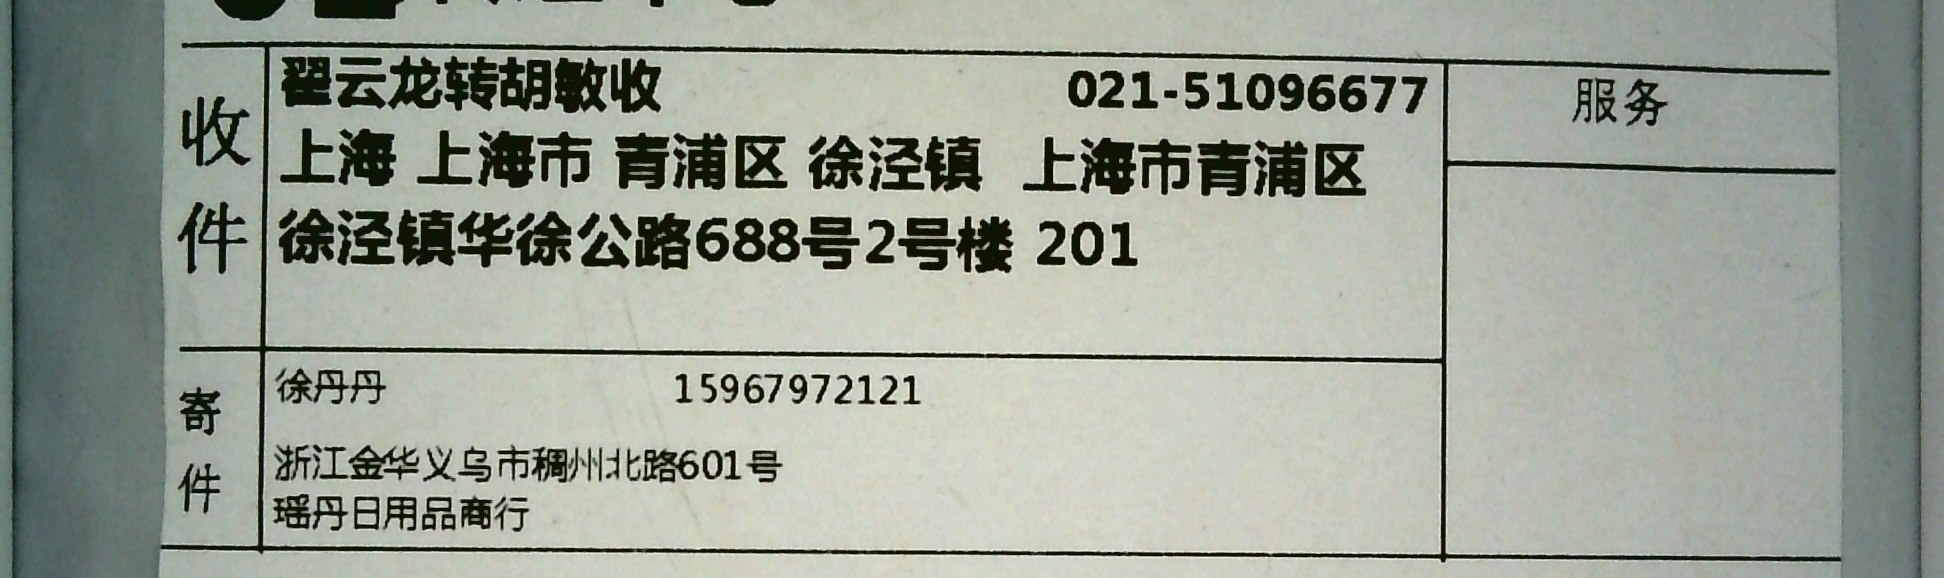 收件
翟云龙转胡敏收 021-51096677
上海 上海市 青浦区 徐泾镇 上海市青浦区
徐泾镇华徐公路688号2号楼 201
服务
寄件
徐丹丹 15967972121
浙江金华义乌市稠州北路601号
瑶丹日用品商行